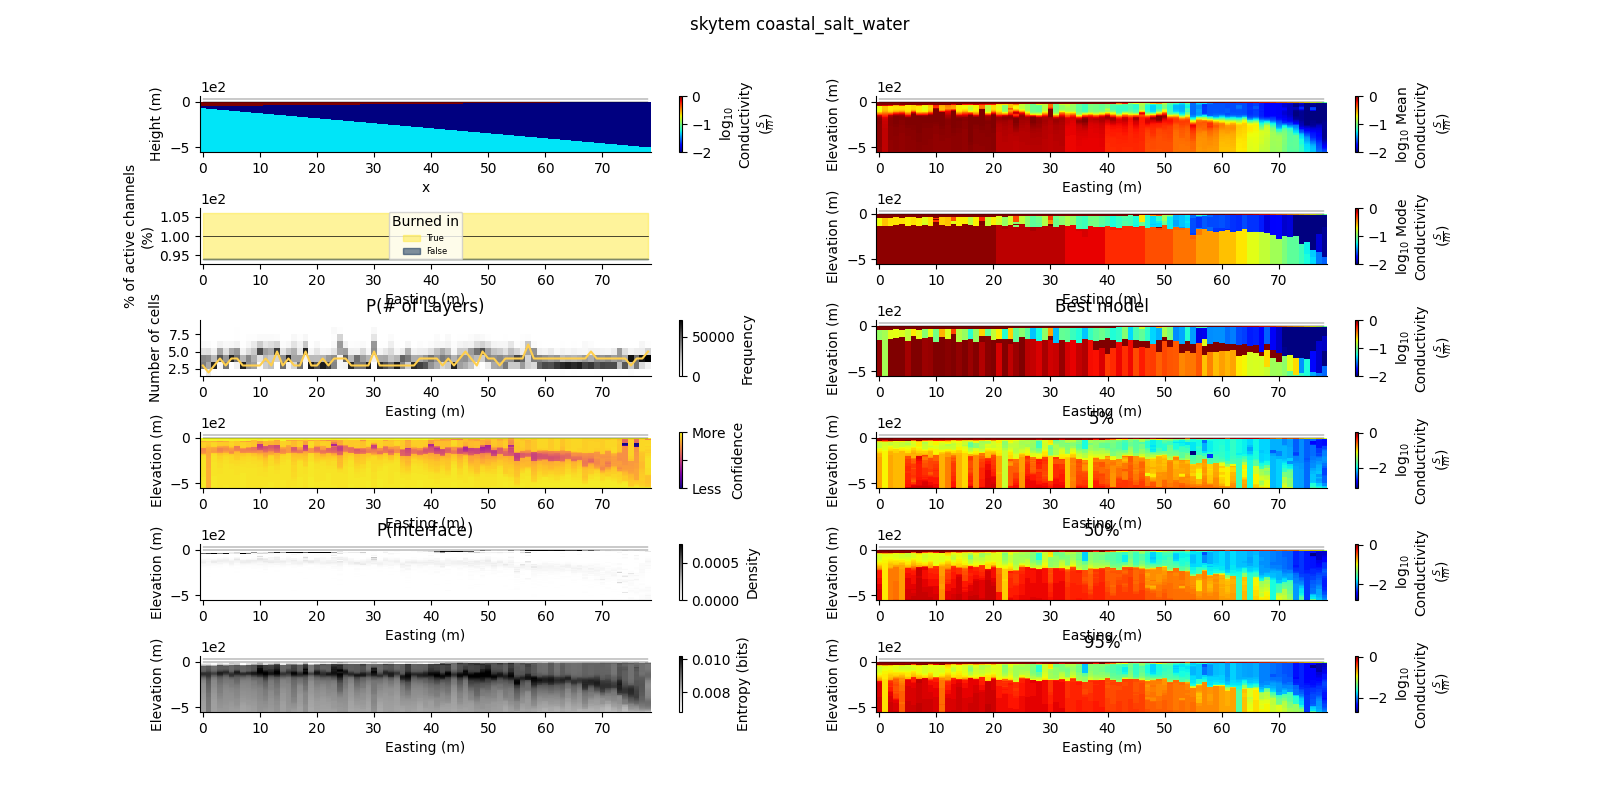 skytem coastal_salt_water
1e2
Height (m)
0
−5
0 10 20 30 40 50 60 70
x
0
−1
−2
log10
Conductivity
(S/m)
1e2
Elevation (m)
0
−5
0 10 20 30 40 50 60 70
Easting (m)
0
−1
−2
log10 Mean
Conductivity
(S/m)
1e2
% of active channels
(%)
1.05
1.00
0.95
Burned in
True
False
0 10 20 30 40 50 60 70
Easting (m)
1e2
Elevation (m)
0
−5
0 10 20 30 40 50 60 70
Easting (m)
0
−1
−2
log10 Mode
Conductivity
(S/m)
P(# of Layers)
Number of cells
7.5
5.0
2.5
0 10 20 30 40 50 60 70
Easting (m)
50000
0
Frequency
Best model
1e2
Elevation (m)
0
−5
0 10 20 30 40 50 60 70
Easting (m)
0
−1
−2
log10
Conductivity
(S/m)
1e2
Elevation (m)
0
−5
0 10 20 30 40 50 60 70
Easting (m)
More
Less
Confidence
5%
1e2
Elevation (m)
0
−5
0 10 20 30 40 50 60 70
Easting (m)
0
−2
log10
Conductivity
(S/m)
P(Interface)
1e2
Elevation (m)
0
−5
0 10 20 30 40 50 60 70
Easting (m)
0.0005
0.0000
Density
50%
1e2
Elevation (m)
0
−5
0 10 20 30 40 50 60 70
Easting (m)
0
−2
log10
Conductivity
(S/m)
1e2
Elevation (m)
0
−5
0 10 20 30 40 50 60 70
Easting (m)
0.010
0.008
Entropy (bits)
95%
1e2
Elevation (m)
0
−5
0 10 20 30 40 50 60 70
Easting (m)
0
−2
log10
Conductivity
(S/m)